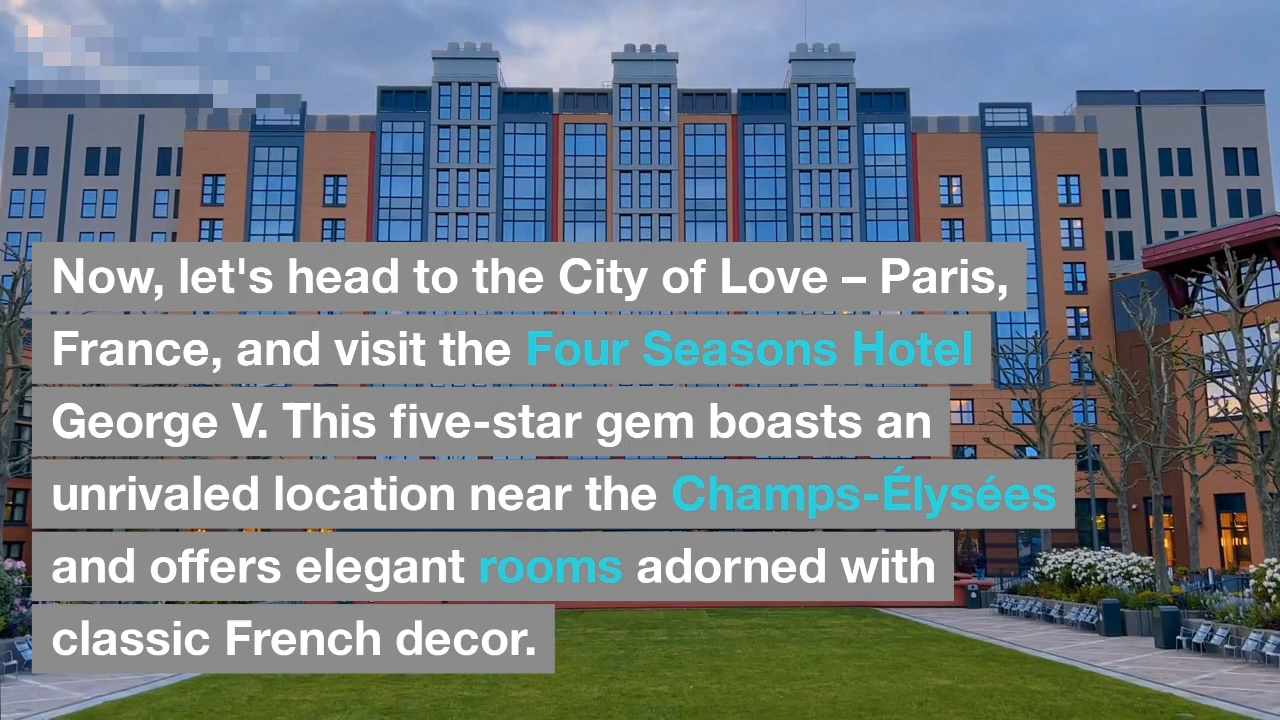 Now, let's head to the City of Love – Paris,
France, and visit the Four Seasons Hotel
George V. This five-star gem boasts an
unrivaled location near the Champs-Élysées
and offers elegant rooms adorned with
classic French decor.